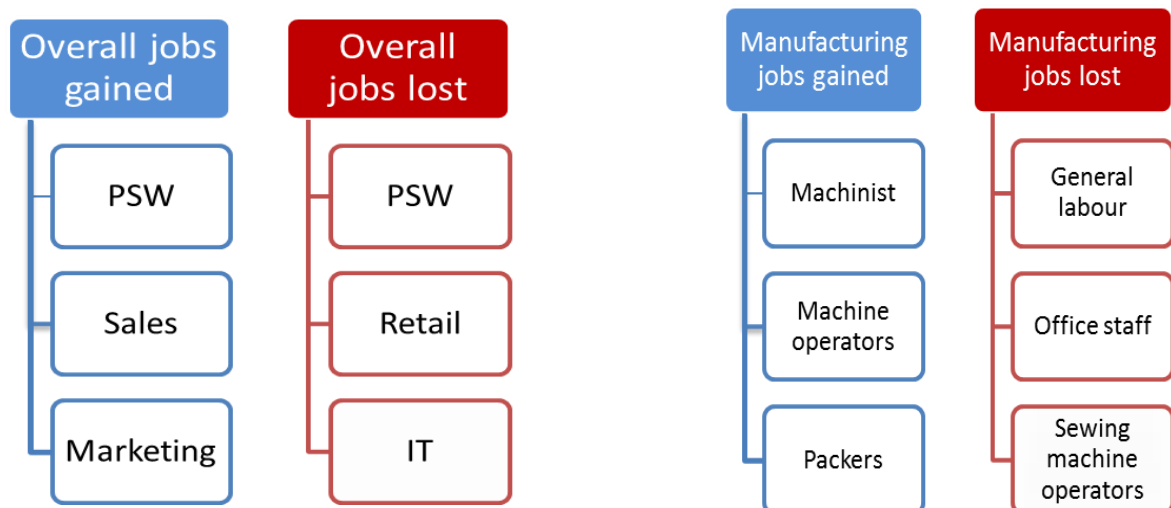 Overall jobs
gained
PSW
Sales
Marketing
Overall
jobs lost
PSW
Retail
IT
Manufacturing
jobs gained
Machinist
Machine
operators
Packers
Manufacturing
jobs lost
General
labour
Office staff
Sewing
machine
operators